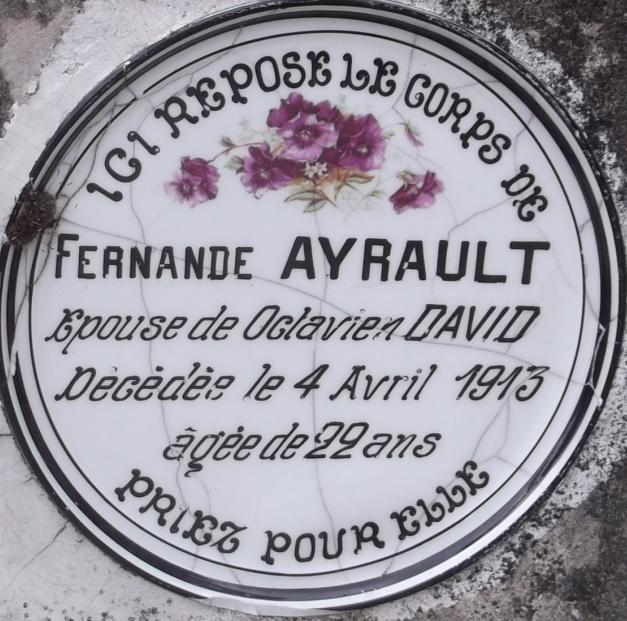 ICI REPOSE LE CORPS DE
FERNANDE AYRAULT
Epouse de Octavien DAVID
Décédée le 4 Avril 1913
âgée de 22 ans
PRIEZ POUR ELLE